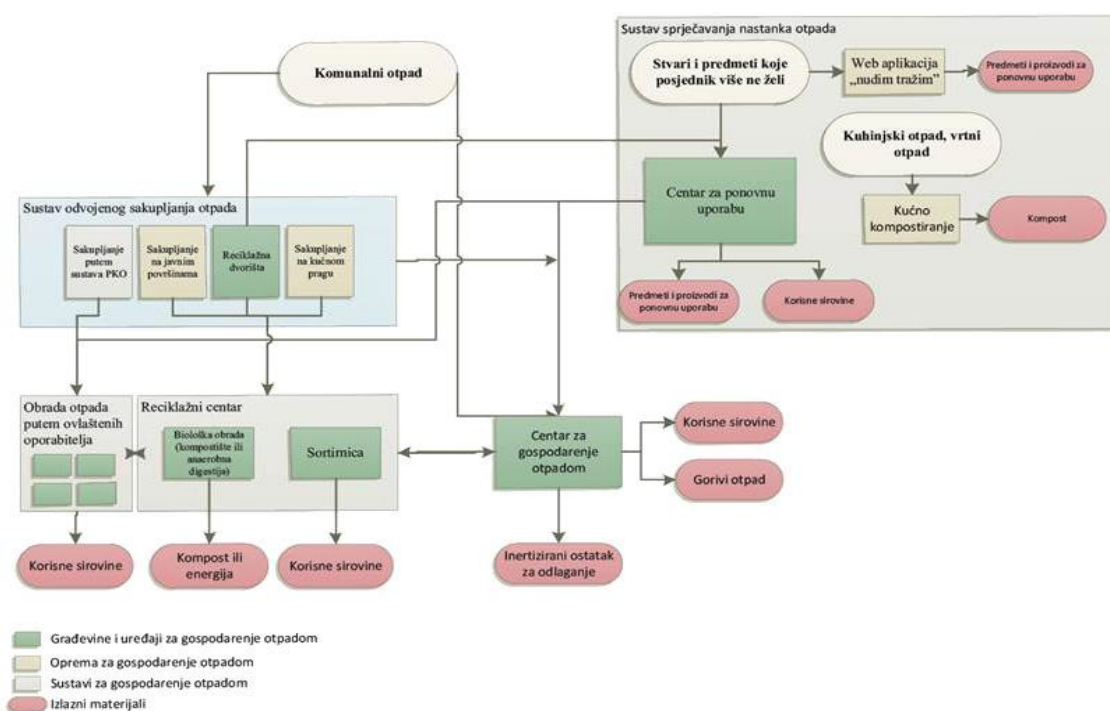 Sustav sprječavanja nastanka otpada
Komunalni otpad
Stvari i predmeti koje
posjednik više ne želi
Web aplikacija
„nudim tražim”
Predmeti i proizvodi za
ponovnu uporabu
Kuhinjski otpad, vrtni
otpad
Centar za ponovnu
uporabu
Kućno
kompostiranje
Kompost
Predmeti i proizvodi za
ponovnu uporabu
Korisne sirovine
Sustav odvojenog sakupljanja otpada
Sakupljanje
putem
sustava PKO
Sakupljanje
na javnim
površinama
Reciklažna
dvorišta
Sakupljanje
na kućnom
pragu
Obrada otpada
putem ovlaštenih
oporabitelja
Reciklažni centar
Biološka obrada
(kompostište ili
anaerobna
digestija)
Sortirnica
Centar za
gospodarenje
otpadom
Korisne sirovine
Gorivi otpad
Korisne sirovine
Kompost ili
energija
Korisne sirovine
Inertizirani ostatak
za odlaganje
Građevine i uređaji za gospodarenje otpadom
Oprema za gospodarenje otpadom
Sustavi za gospodarenje otpadom
Izlazni materijali